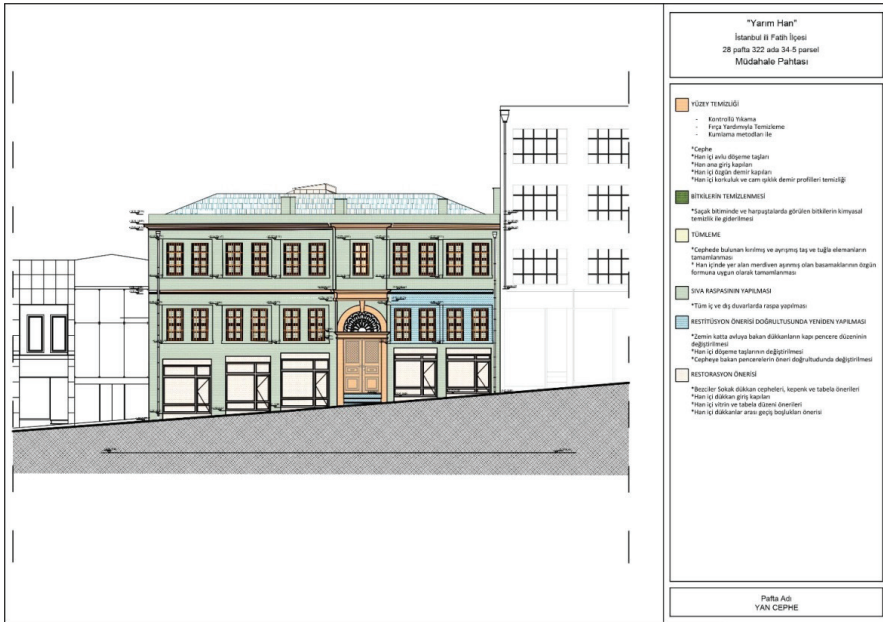 "Yarım Han"
İstanbul ili Fatih İlçesi
28 pafta 322 ada 34-5 parsel
Müdahale Paftası
YÜZEY TEMİZLİĞİ
- Kontrollü Yıkama
- Fırça Yardımıyla Temizleme
- Kumlama metodları ile
*Cephe
*Han içi avlu döşeme taşları
*Han ana giriş kapıları
*Han içi özgün demir kapıları
*Han içi korkuluk ve cam ışıklık demir profilleri temizliği
BİTKİLERİN TEMİZLENMESİ
*Saçak bitiminde ve harpuştalarda görülen bitkilerin kimyasal
temizlik ile giderilmesi
TÜMLEME
*Cephede bulunan kırılmış ve ayrışmış taş ve tuğla elemanların
tamamlanması
* Han içinde yer alan merdiven aşınmış olan basamaklarının özgün
formuna uygun olarak tamamlanması
SIVA RASPASININ YAPILMASI
*Tüm iç ve dış duvarlarda raspa yapılması
RESTİTÜSYON ÖNERİSİ DOĞRULTUSUNDA YENİDEN YAPILMASI
*Zemin katta avluya bakan dükkanların kapı pencere düzeninin
değiştirilmesi
*Han içi döşeme taşlarının değiştirilmesi
*Cepheye bakan pencerelerin öneri doğrultudunda değiştirilmesi
RESTORASYON ÖNERİSİ
*Bezciler Sokak dükkan cepheleri, kepenk ve tabela önerileri
*Han içi dükkan giriş kapıları
*Han içi vitrin ve tabela düzeni önerileri
*Han içi dükkanlar arası geçiş boşlukları önerisi
Pafta Adı
YAN CEPHE